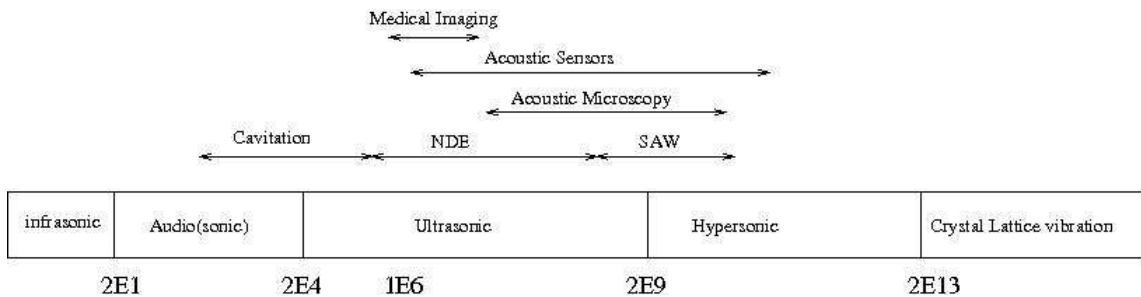 Medical Imaging
Acoustic Sensors
Acoustic Microscopy
Cavitation NDE SAW
infrasonic Audio(sonic) Ultrasonic Hypersonic Crystal Lattice vibration
2E1 2E4 1E6 2E9 2E13